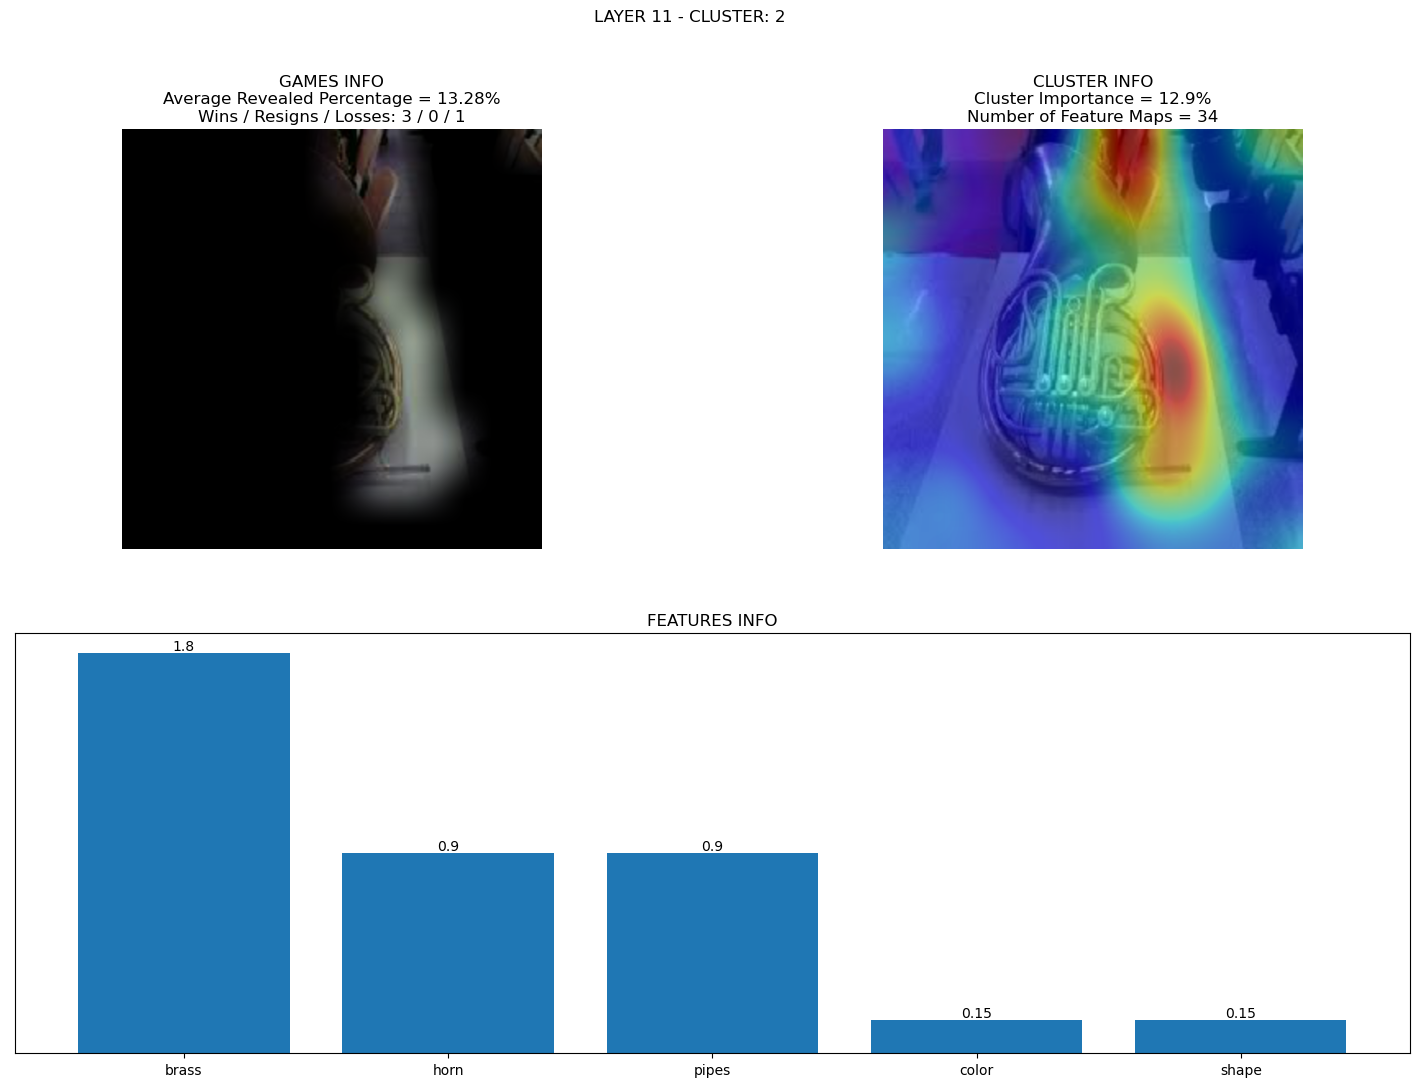 LAYER 11 - CLUSTER: 2
GAMES INFO
Average Revealed Percentage = 13.28%
Wins / Resigns / Losses: 3 / 0 / 1
CLUSTER INFO
Cluster Importance = 12.9%
Number of Feature Maps = 34
FEATURES INFO
1.8
0.9
0.9
0.15
0.15
brass
horn
pipes
color
shape